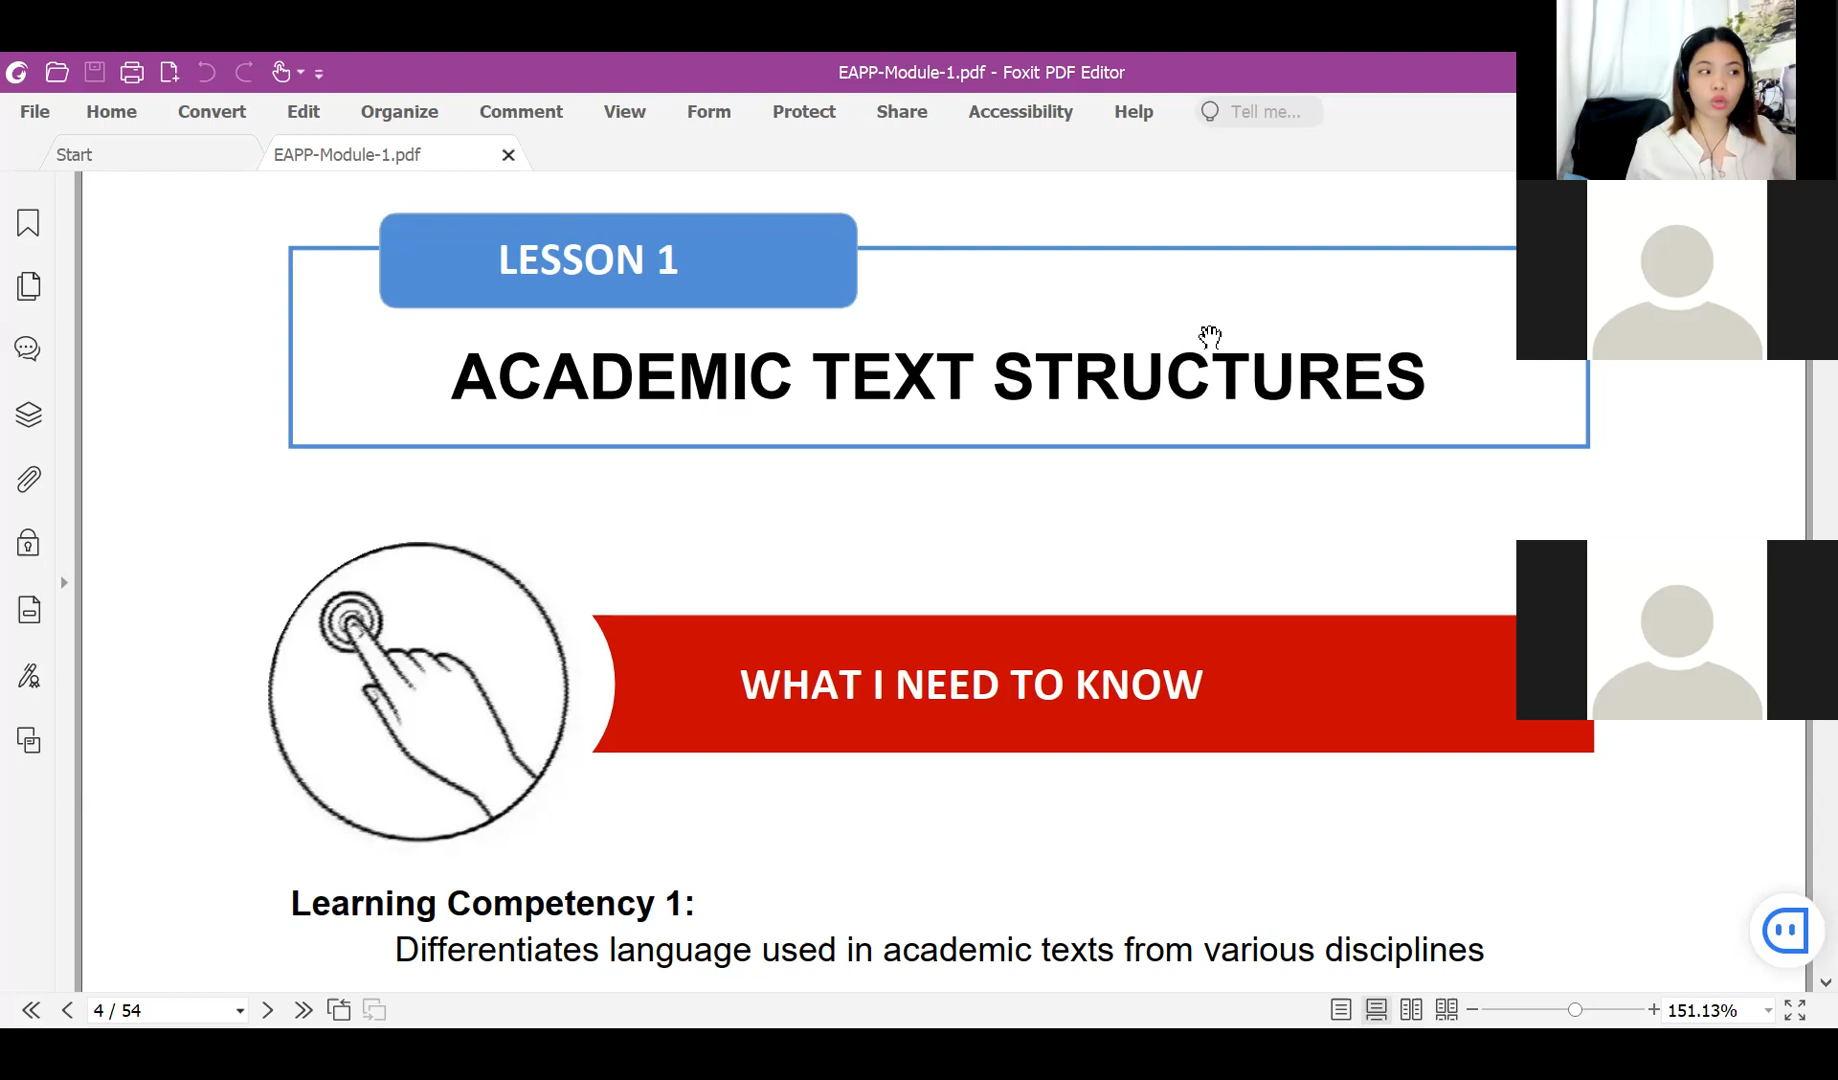 EAPP-Module-1.pdf - Foxit PDF Editor
File Home Convert Edit Organize Comment View Form Protect Share Accessibility Help Tell me...
Start EAPP-Module-1.pdf
LESSON 1
ACADEMIC TEXT STRUCTURES
WHAT I NEED TO KNOW
Learning Competency 1:
Differentiates language used in academic texts from various disciplines
4 / 54 151.13%